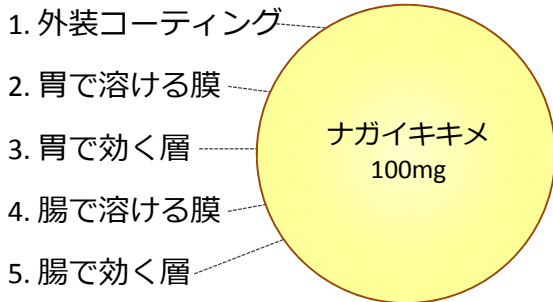 1. 外装コーティング
2. 胃で溶ける膜
3. 胃で効く層
4. 腸で溶ける膜
5. 腸で効く層
ナガイキキメ
100mg